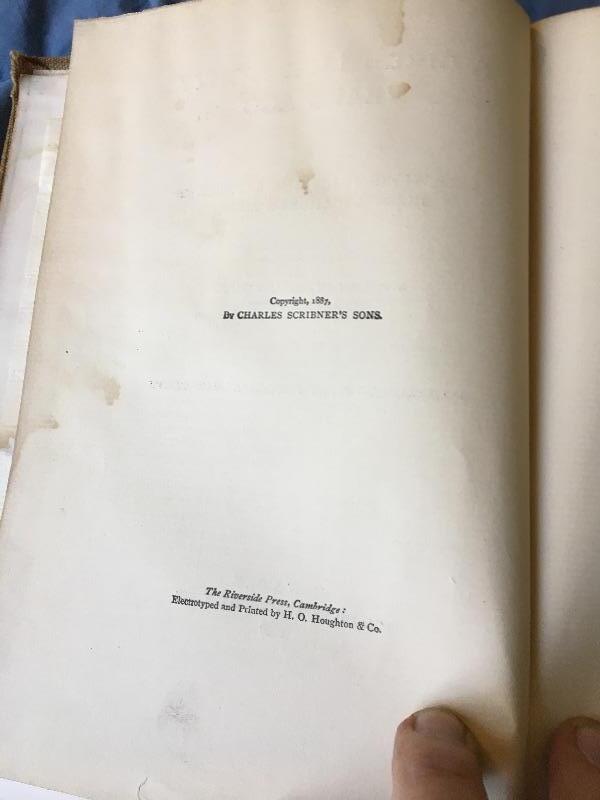 Copyright, 1887,
By CHARLES SCRIBNER'S SONS.
The Riverside Press, Cambridge:
Electrotyped and Printed by H. O. Houghton & Co.